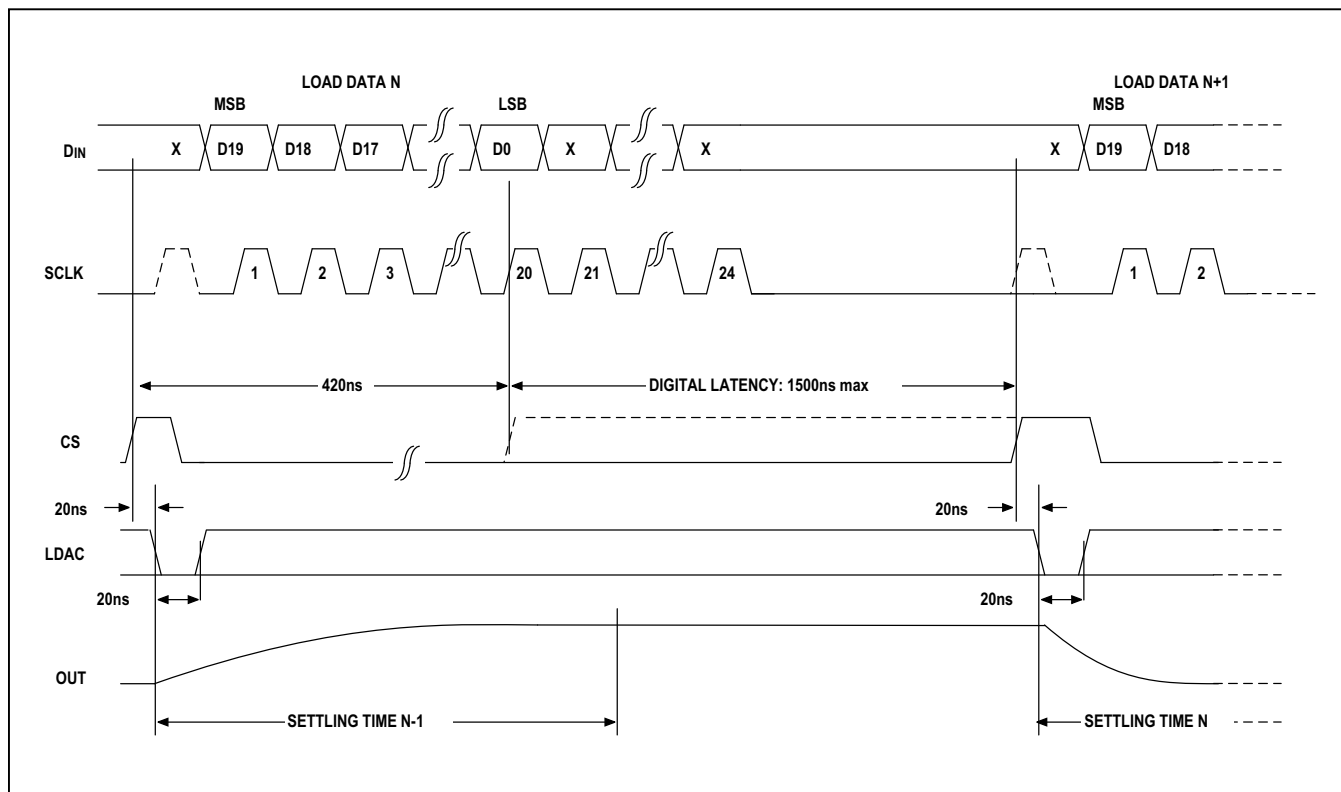 LOAD DATA N LOAD DATA N+1
MSB LSB MSB
DIN X D19 D18 D17 D0 X X X D19 D18
SCLK 1 2 3 20 21 24 1 2
420ns DIGITAL LATENCY: 1500ns max
CS
20ns 20ns
LDAC
20ns 20ns
OUT
SETTLING TIME N-1 SETTLING TIME N